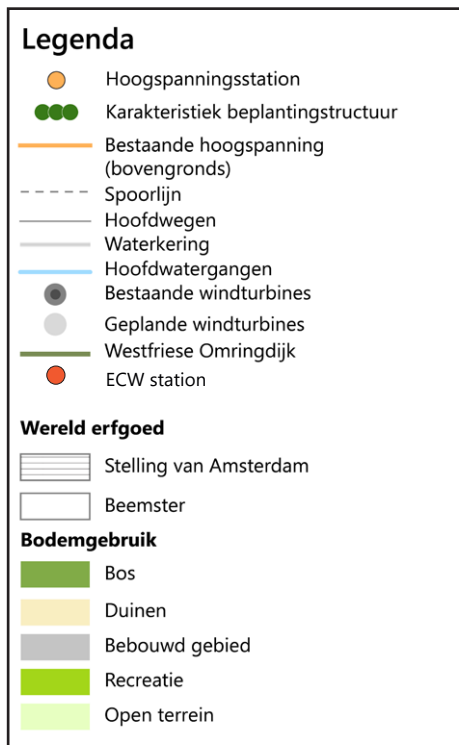 Legenda
Hoogspanningsstation
Karakteristiek beplantingstructuur
Bestaande hoogspanning
(bovengronds)
Spoorlijn
Hoofdwegen
Waterkering
Hoofdwatergangen
Bestaande windturbines
Geplande windturbines
Westfriese Omringdijk
ECW station
Wereld erfgoed
Stelling van Amsterdam
Beemster
Bodemgebruik
Bos
Duinen
Bebouwd gebied
Recreatie
Open terrein